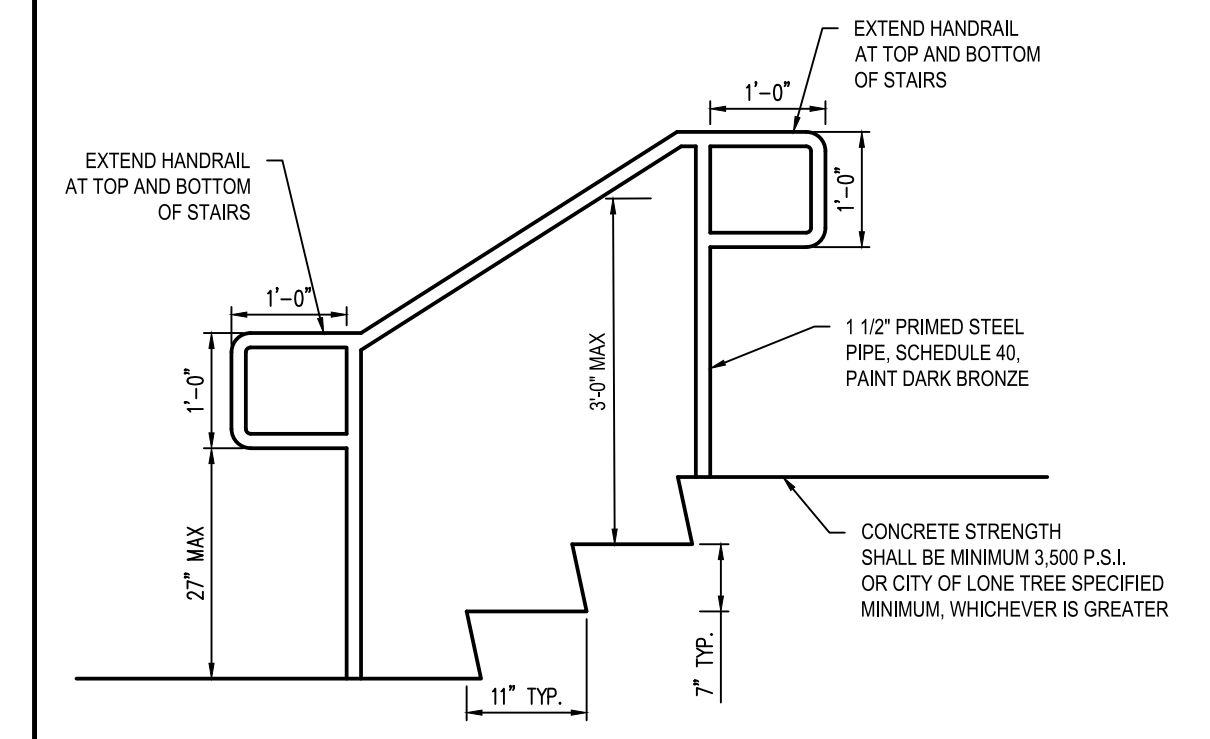 EXTEND HANDRAIL
AT TOP AND BOTTOM
OF STAIRS
1'-0"
EXTEND HANDRAIL
AT TOP AND BOTTOM
OF STAIRS
1'-0"
1'-0"
1'-0"
1 1/2" PRIMED STEEL
PIPE, SCHEDULE 40,
PAINT DARK BRONZE
3'-0" MAX
27" MAX
CONCRETE STRENGTH
SHALL BE MINIMUM 3,500 P.S.I.
OR CITY OF LONE TREE SPECIFIED
MINIMUM, WHICHEVER IS GREATER
7" TYP.
11" TYP.